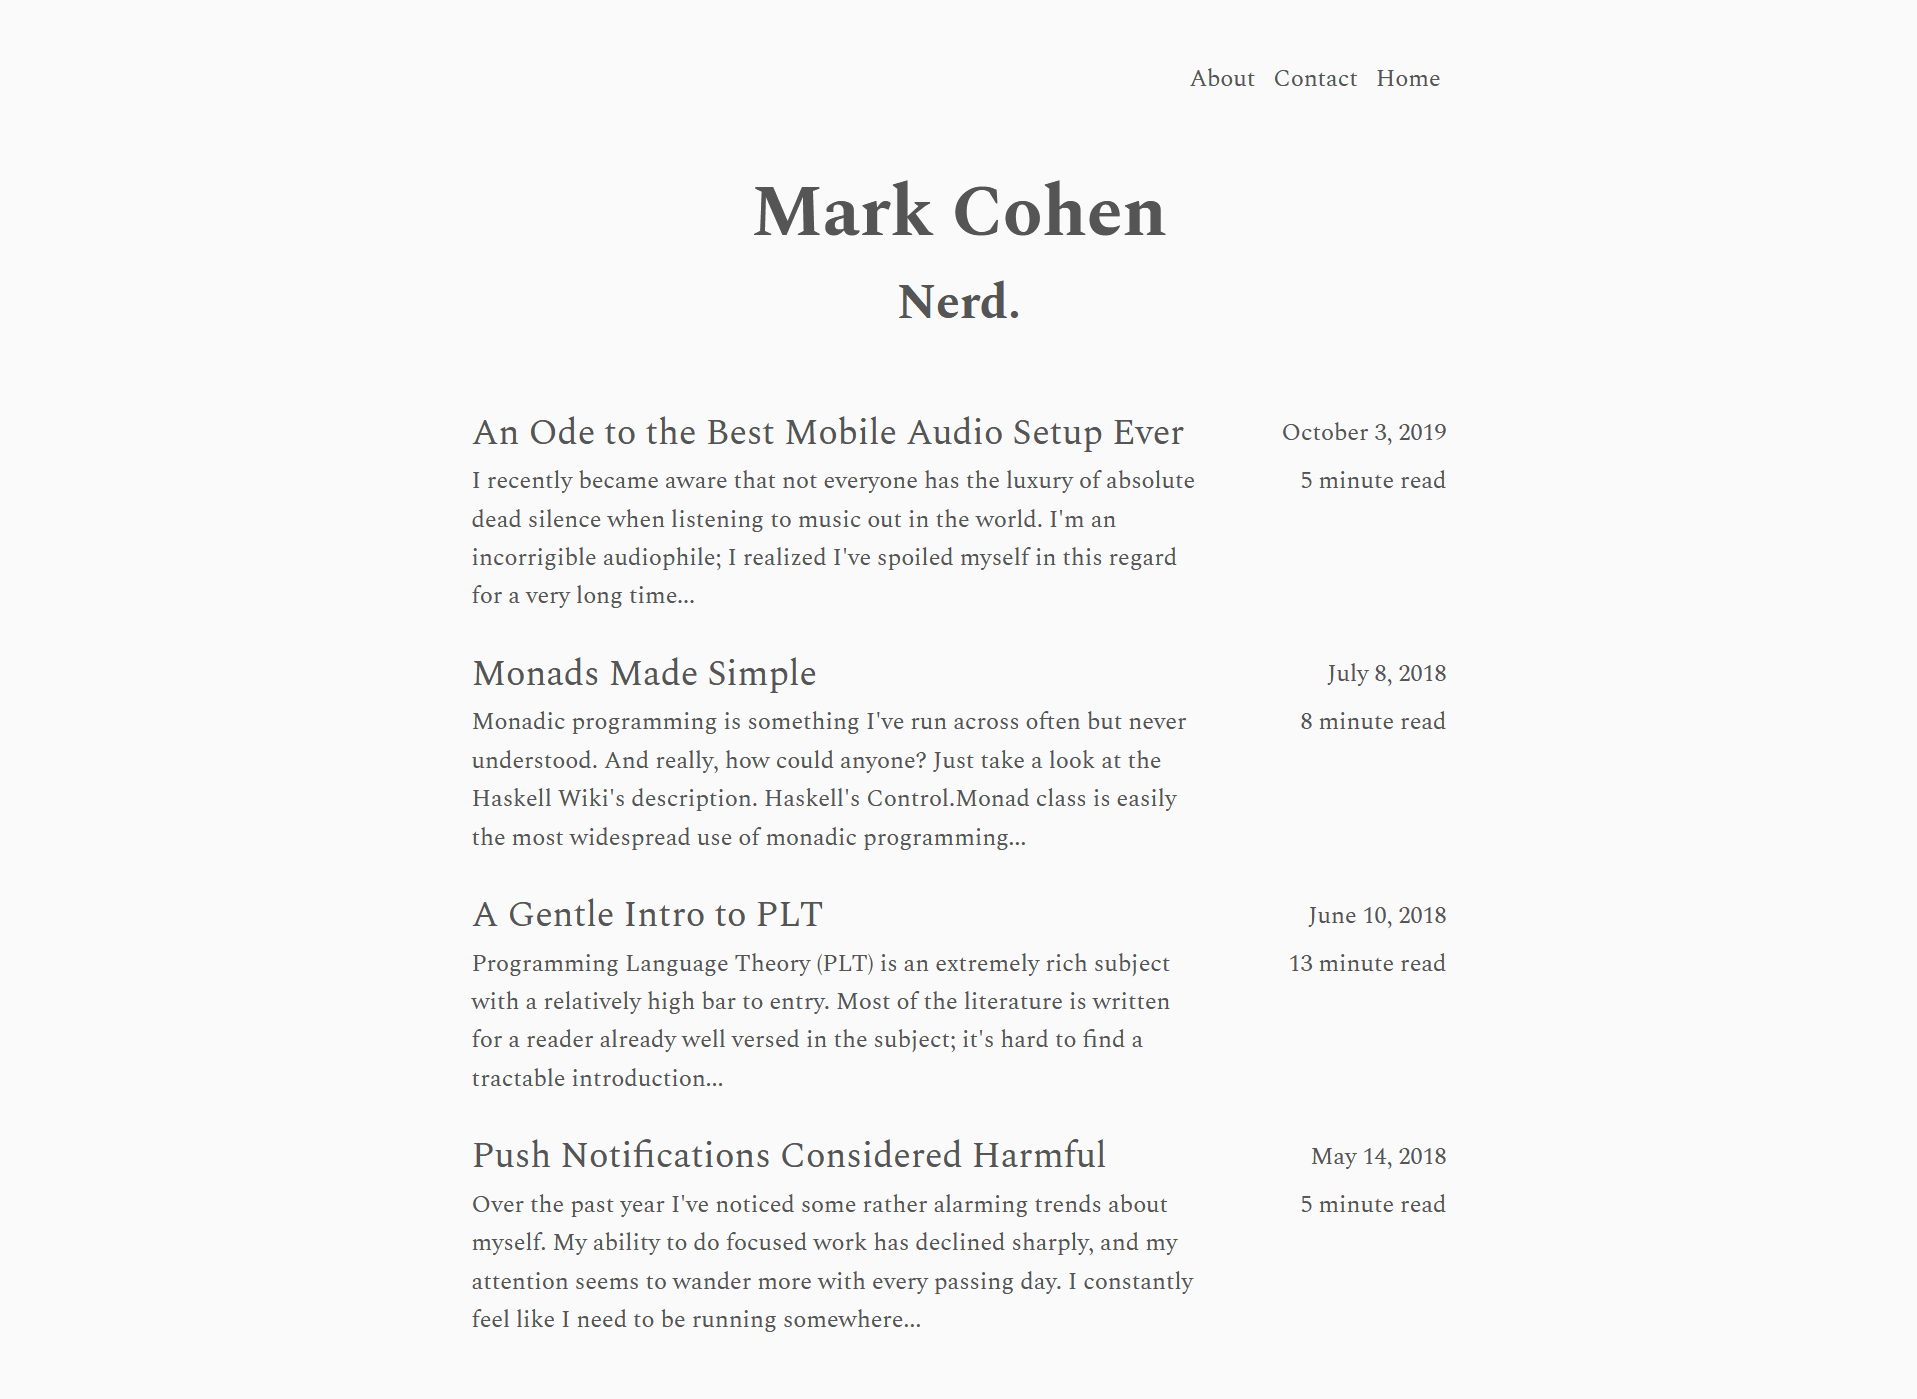 About Contact Home
Mark Cohen
Nerd.
An Ode to the Best Mobile Audio Setup Ever
October 3, 2019
I recently became aware that not everyone has the luxury of absolute
5 minute read
dead silence when listening to music out in the world. I'm an
incorrigible audiophile; I realized I've spoiled myself in this regard
for a very long time...
Monads Made Simple
July 8, 2018
Monadic programming is something I've run across often but never
8 minute read
understood. And really, how could anyone? Just take a look at the
Haskell Wiki's description. Haskell's Control.Monad class is easily
the most widespread use of monadic programming...
A Gentle Intro to PLT
June 10, 2018
Programming Language Theory (PLT) is an extremely rich subject
13 minute read
with a relatively high bar to entry. Most of the literature is written
for a reader already well versed in the subject; it's hard to find a
tractable introduction...
Push Notifications Considered Harmful
May 14, 2018
Over the past year I've noticed some rather alarming trends about
5 minute read
myself. My ability to do focused work has declined sharply, and my
attention seems to wander more with every passing day. I constantly
feel like I need to be running somewhere...